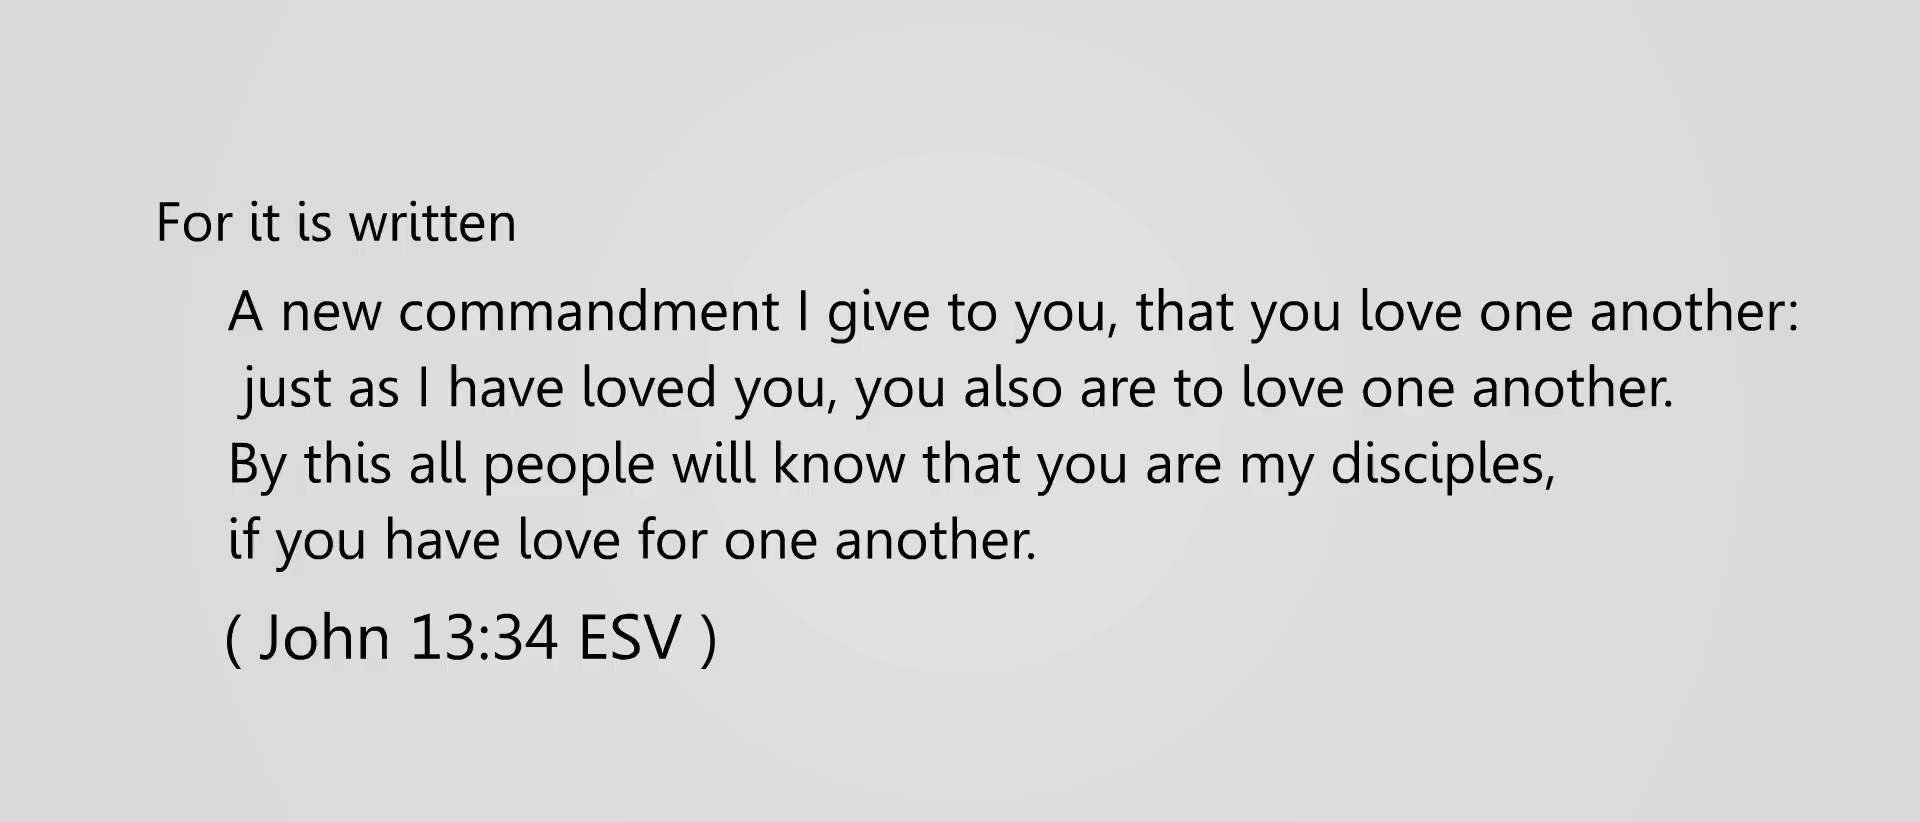 For it is written
A new commandment I give to you, that you love one another:
just as I have loved you, you also are to love one another.
By this all people will know that you are my disciples,
if you have love for one another.
( John 13:34 ESV )